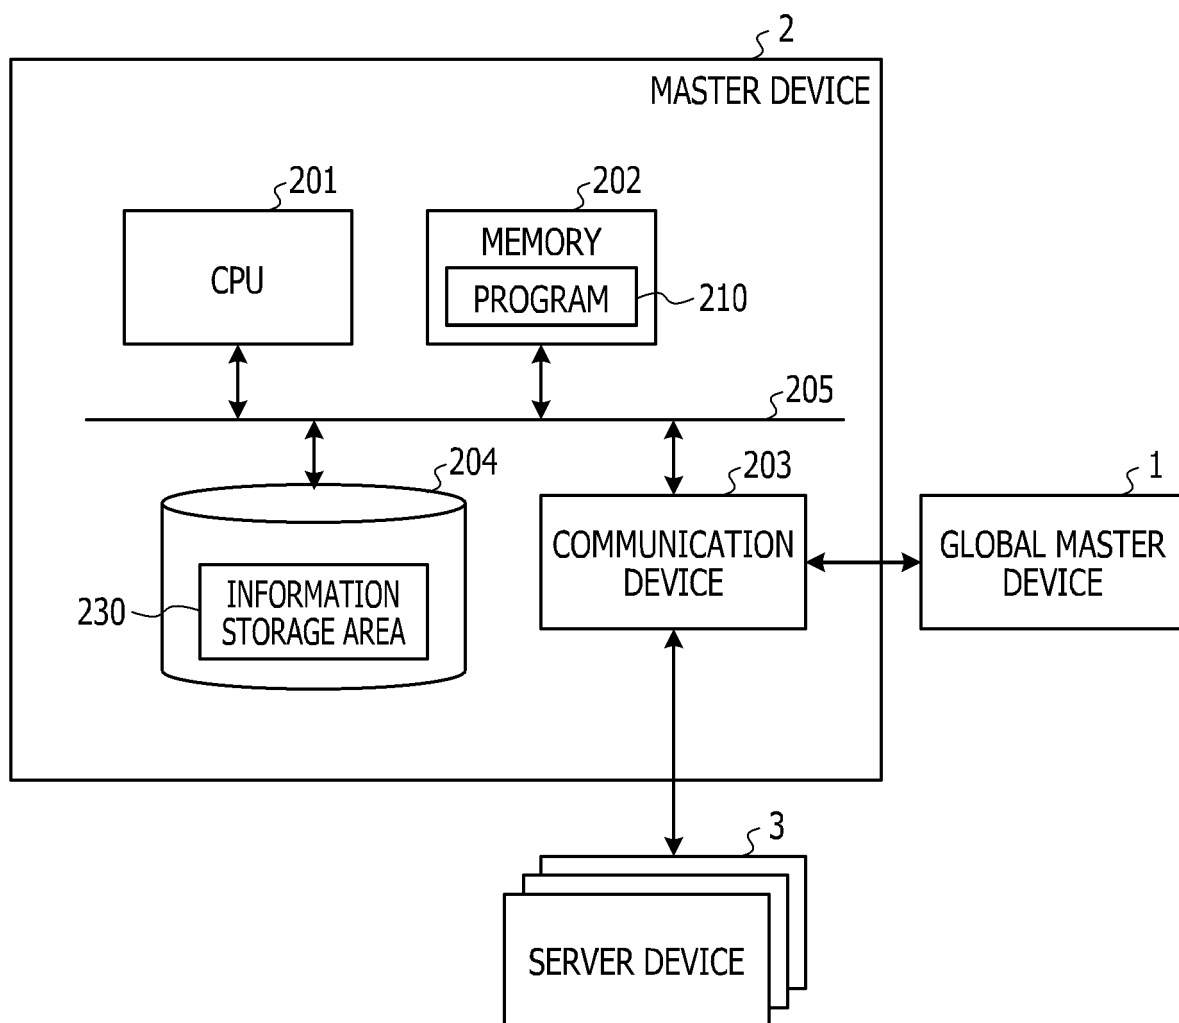 2
MASTER DEVICE
201
202
CPU
MEMORY
PROGRAM
210
205
204
203
1
INFORMATION
STORAGE AREA
230
COMMUNICATION
DEVICE
GLOBAL MASTER
DEVICE
3
SERVER DEVICE